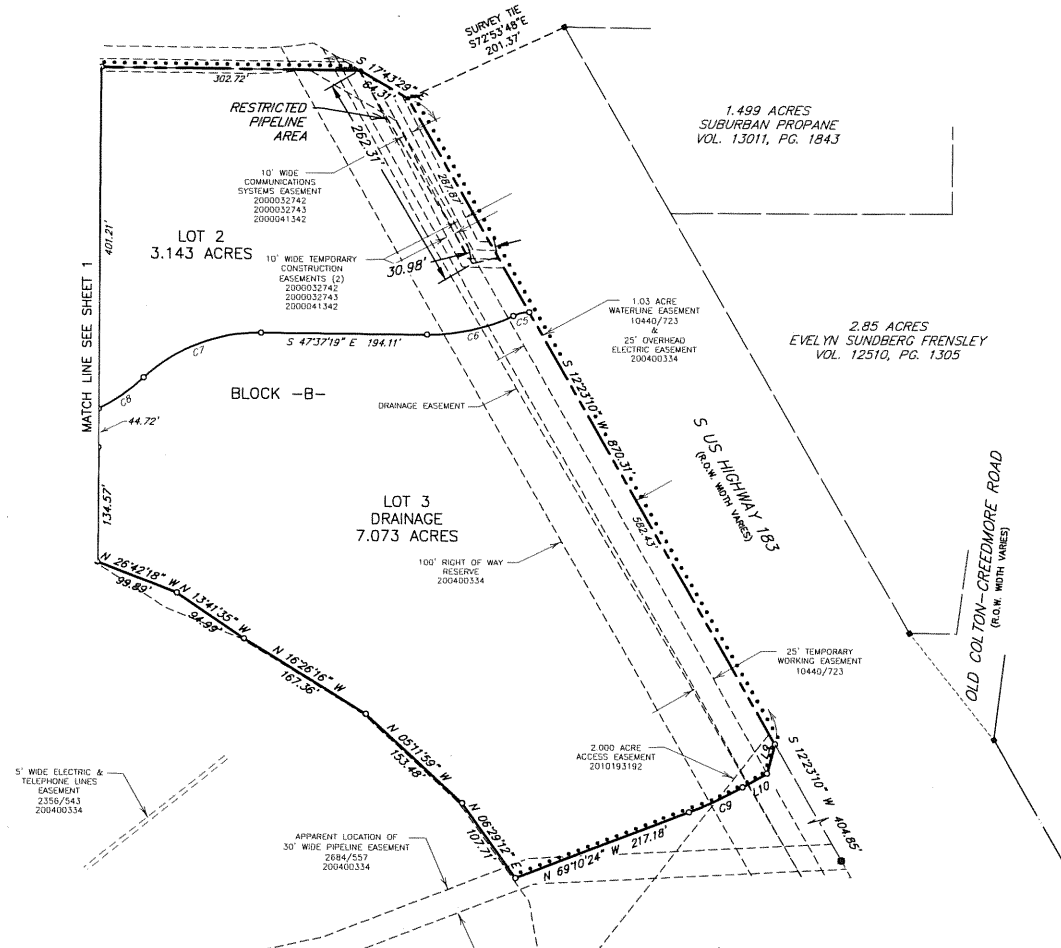 SURVEY TIE
S72°53'48"E
201.37'
S 17°43'29" E
64.31'
302.72'
RESTRICTED
PIPELINE
AREA
262.31'
1.499 ACRES
SUBURBAN PROPANE
VOL. 13011, PG. 1843
10' WIDE
COMMUNICATIONS
SYSTEMS EASEMENT
2000032742
2000032743
2000041342
287.87'
401.21'
LOT 2
3.143 ACRES
10' WIDE TEMPORARY
CONSTRUCTION
EASEMENTS (2)
2000032742
2000032743
2000041342
30.98'
MATCH LINE SEE SHEET 1
1.03 ACRE
WATERLINE EASEMENT
10440/723
&
25' OVERHEAD
ELECTRIC EASEMENT
200400334
2.85 ACRES
EVELYN SUNDBERG FRENSLEY
VOL. 12510, PG. 1305
C5
C6
C7
S 47°37'19" E 194.11'
C8
BLOCK -B-
44.72'
DRAINAGE EASEMENT
S 12°23'10" W 870.31'
582.43'
S US HIGHWAY 183
(R.O.W. WIDTH VARIES)
134.57'
LOT 3
DRAINAGE
7.073 ACRES
OLD COLTON-CREEDMORE ROAD
(R.O.W. WIDTH VARIES)
100' RIGHT OF WAY
RESERVE
200400334
N 26°42'18" W
99.89'
N 13°41'35" W
94.99'
N 16°26'16" W
167.36'
25' TEMPORARY
WORKING EASEMENT
10440/723
N 05°11'59" W
153.48'
2.000 ACRE
ACCESS EASEMENT
2010193192
L9
L10
C9
S 12°23'10" W 404.85'
5' WIDE ELECTRIC &
TELEPHONE LINES
EASEMENT
2356/543
200400334
N 06°29'12" E
107.71'
APPARENT LOCATION OF
30' WIDE PIPELINE EASEMENT
2684/557
200400334
N 69°10'24" W 217.18'